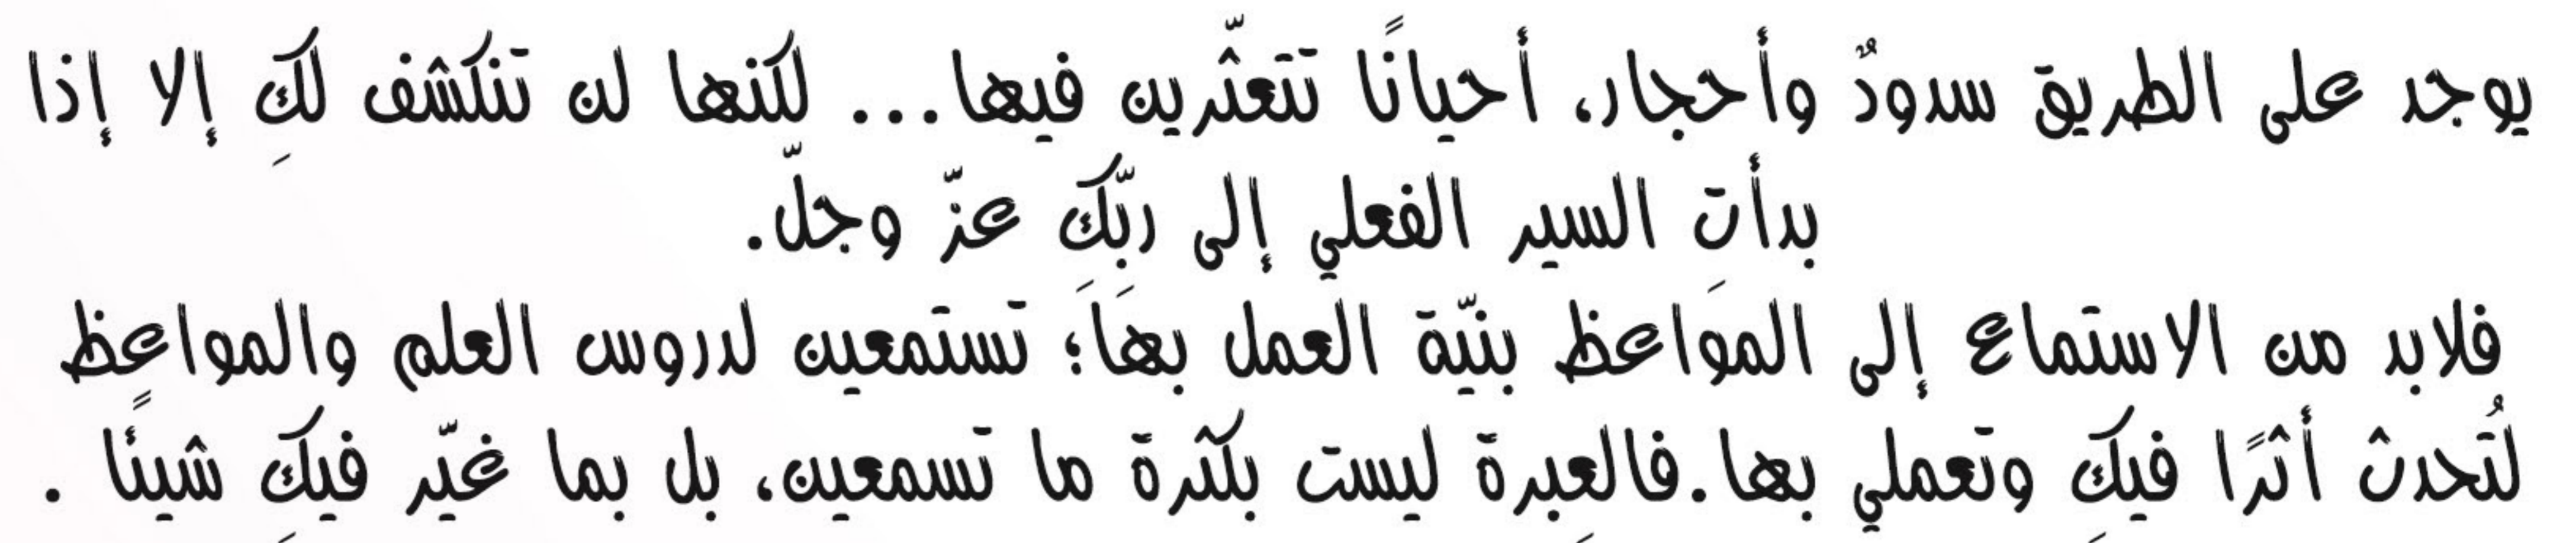 يوجد على الطريق سدودٌ وأحجار، أحيانًا تتعثّرين فيها... لكنها لن تنكشف لكِ إلا إذا
بدأتِ السير الفعلي إلى ربّكِ عزّ وجلّ.
فلابد من الاستماع إلى المواعظ بنيّة العمل بها؛ تستمعين لدروس العلم والمواعظ
لتُحدث أثرًا فيكِ وتعملي بها.فالعِبرة ليست بكثرة ما تسمعين، بل بما غيّر فيكِ شيئًا .